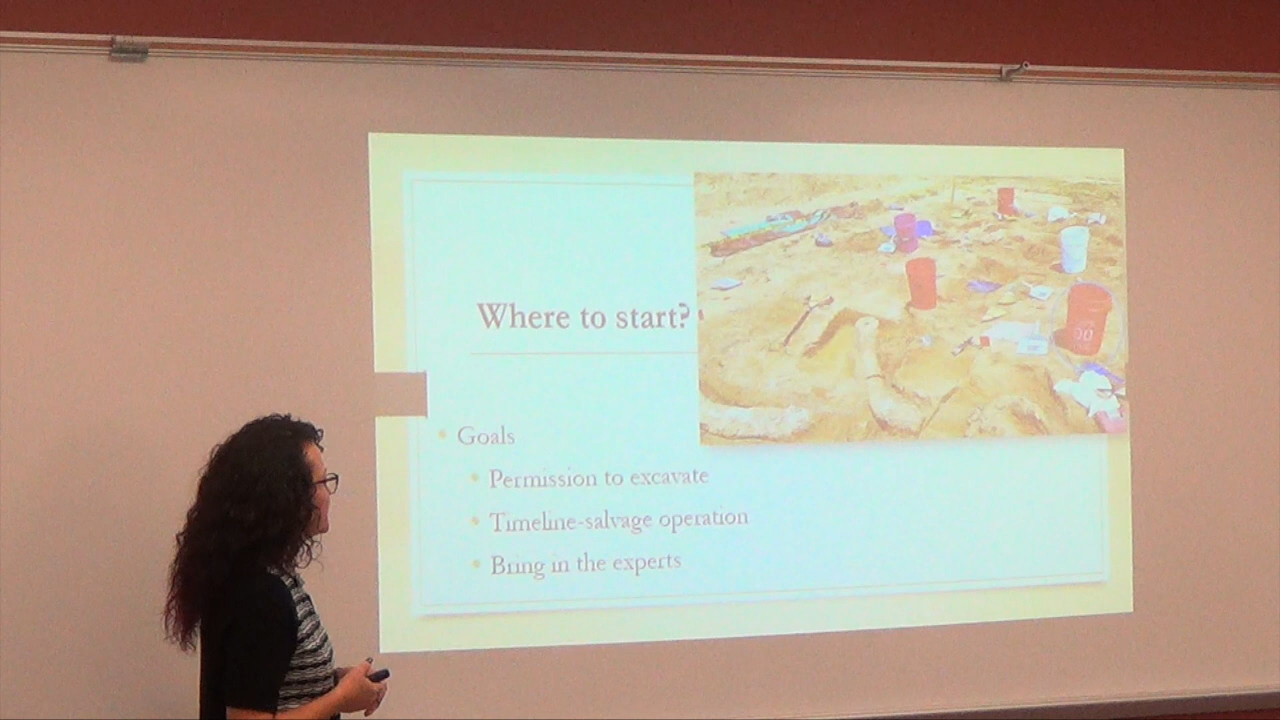 Where to start?
Goals
Permission to excavate
Timeline-salvage operation
Bring in the experts